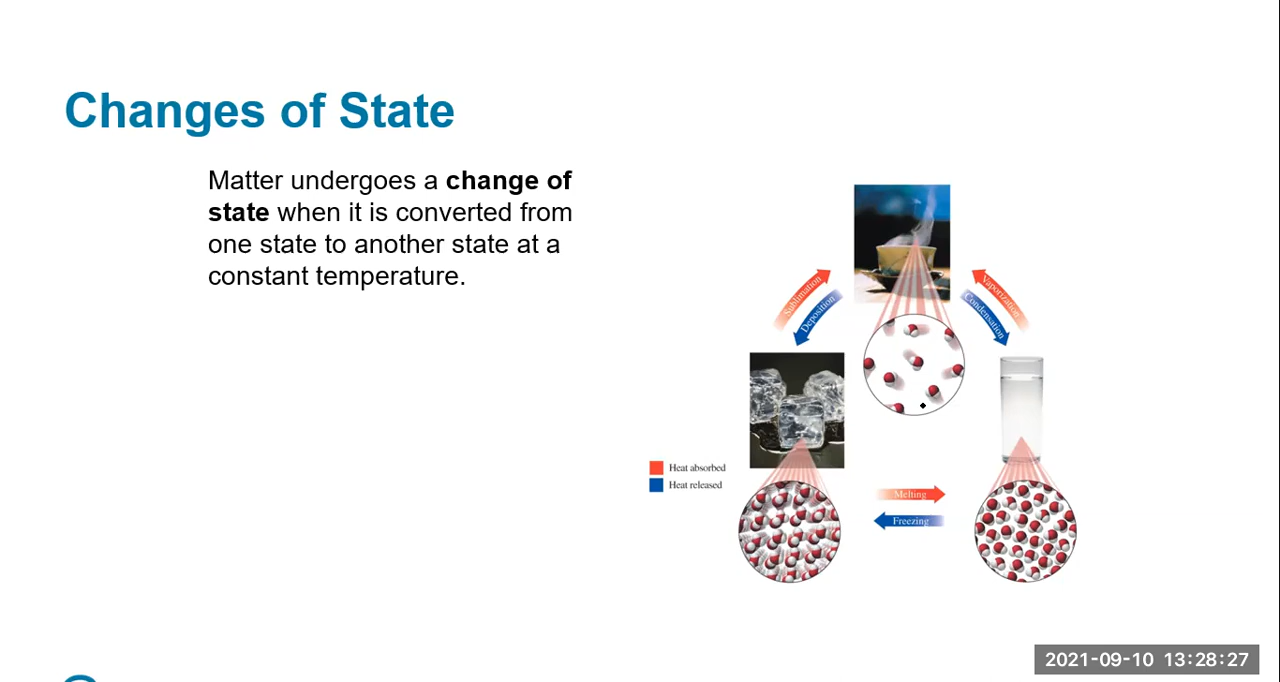 Changes of State
Matter undergoes a change of
state when it is converted from
one state to another state at a
constant temperature.
Sublimation
Deposition
Vaporization
Condensation
Heat absorbed
Heat released
Melting
Freezing
2021-09-10 13:28:27